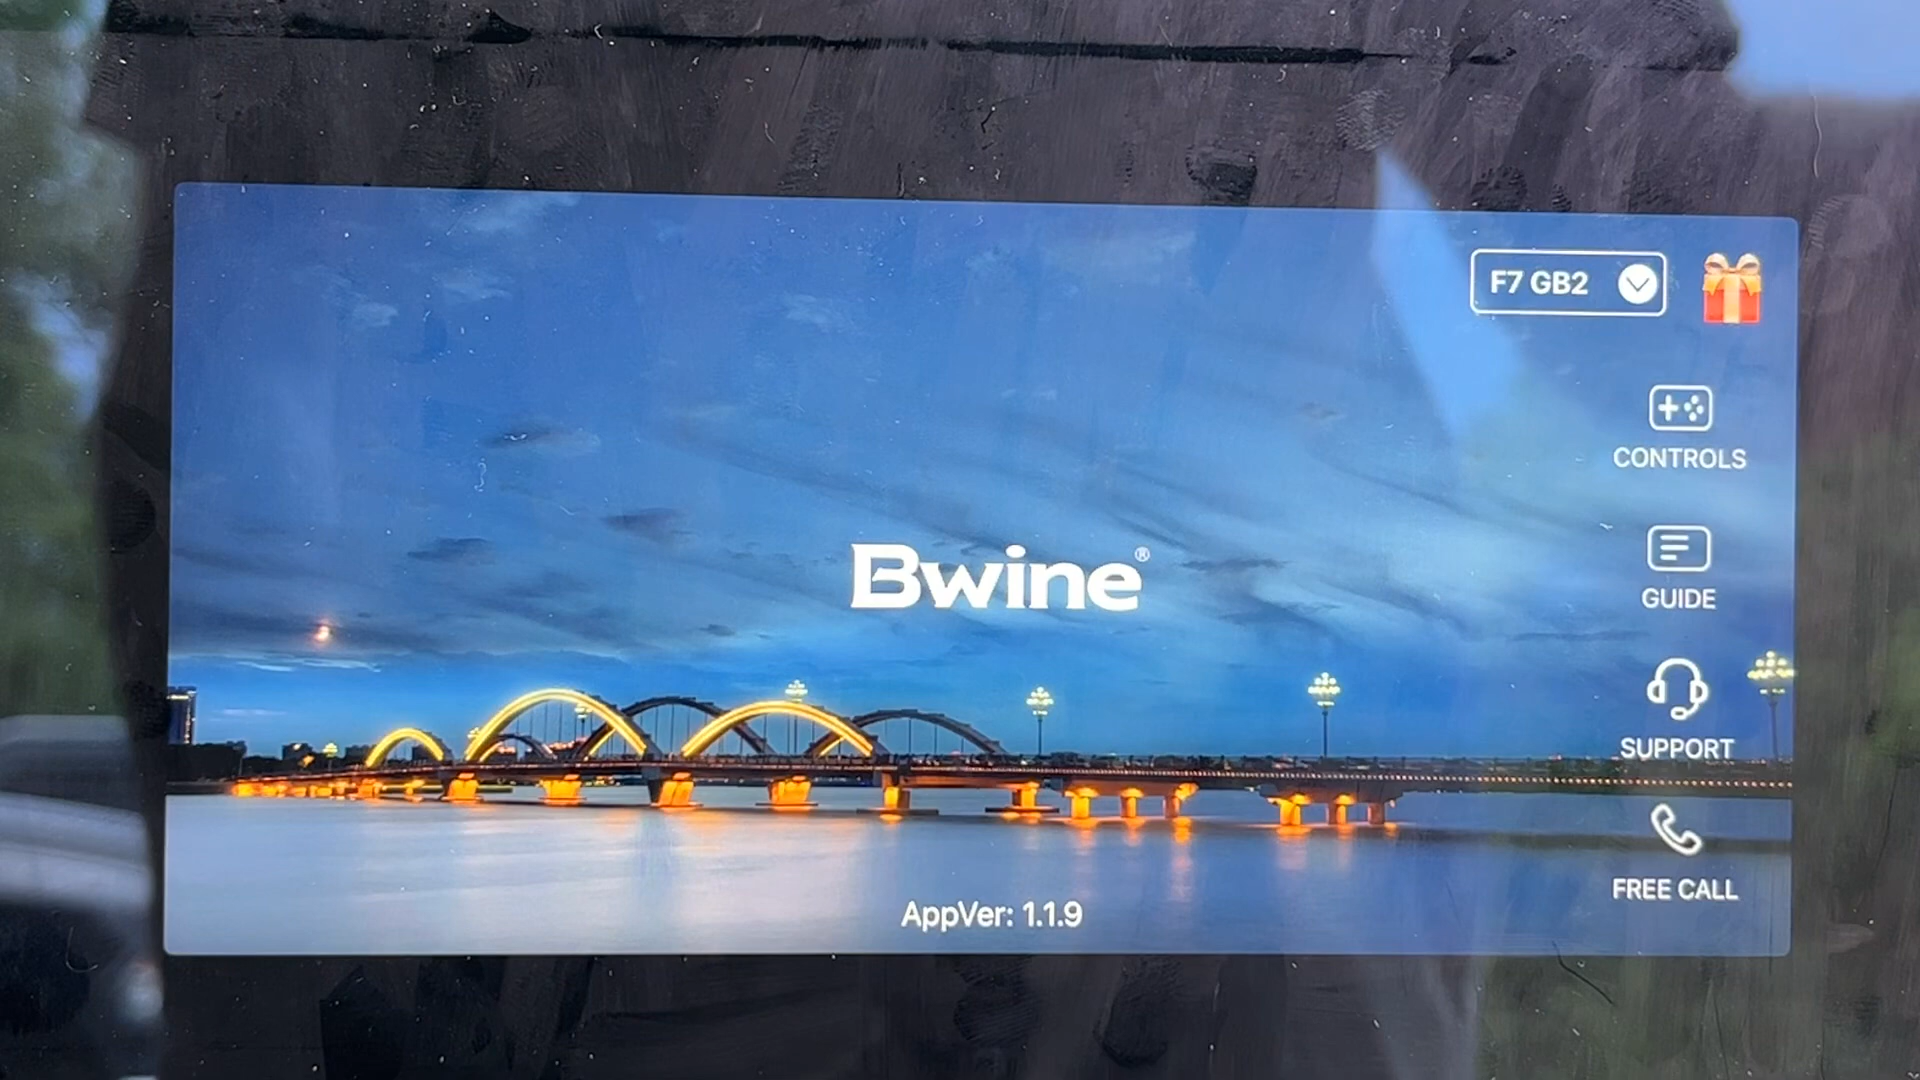 F7 GB2
CONTROLS
GUIDE
Bwine®
SUPPORT
FREE CALL
AppVer: 1.1.9